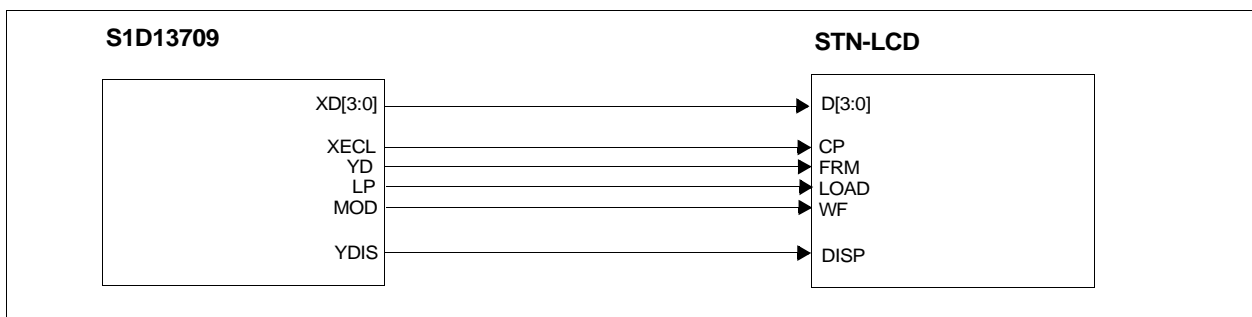 S1D13709
STN-LCD
XD[3:0]
D[3:0]
XECL
CP
YD
FRM
LP
LOAD
MOD
WF
YDIS
DISP